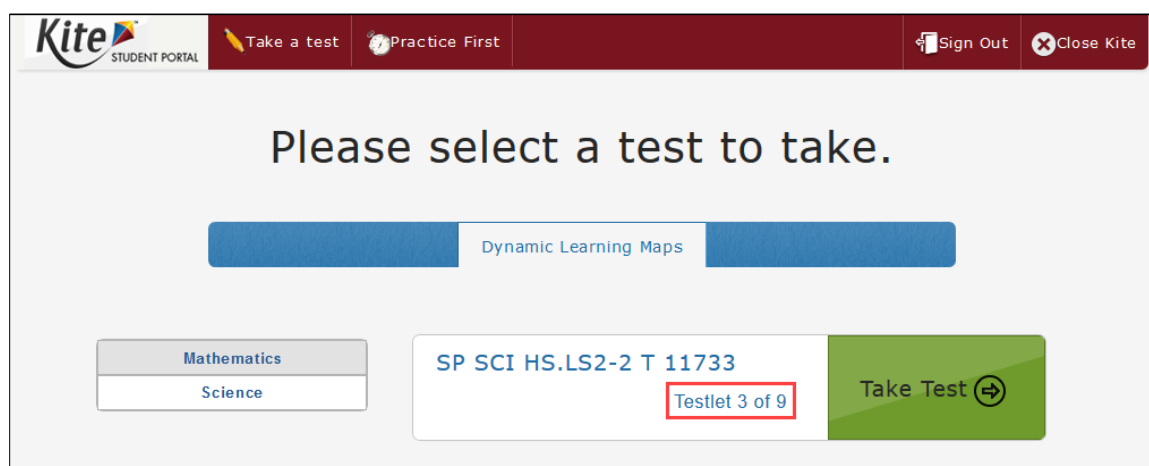 Kite STUDENT PORTAL Take a test Practice First Sign Out Close Kite
Please select a test to take.
Dynamic Learning Maps
Mathematics
Science
SP SCI HS.LS2-2 T 11733
Testlet 3 of 9
Take Test